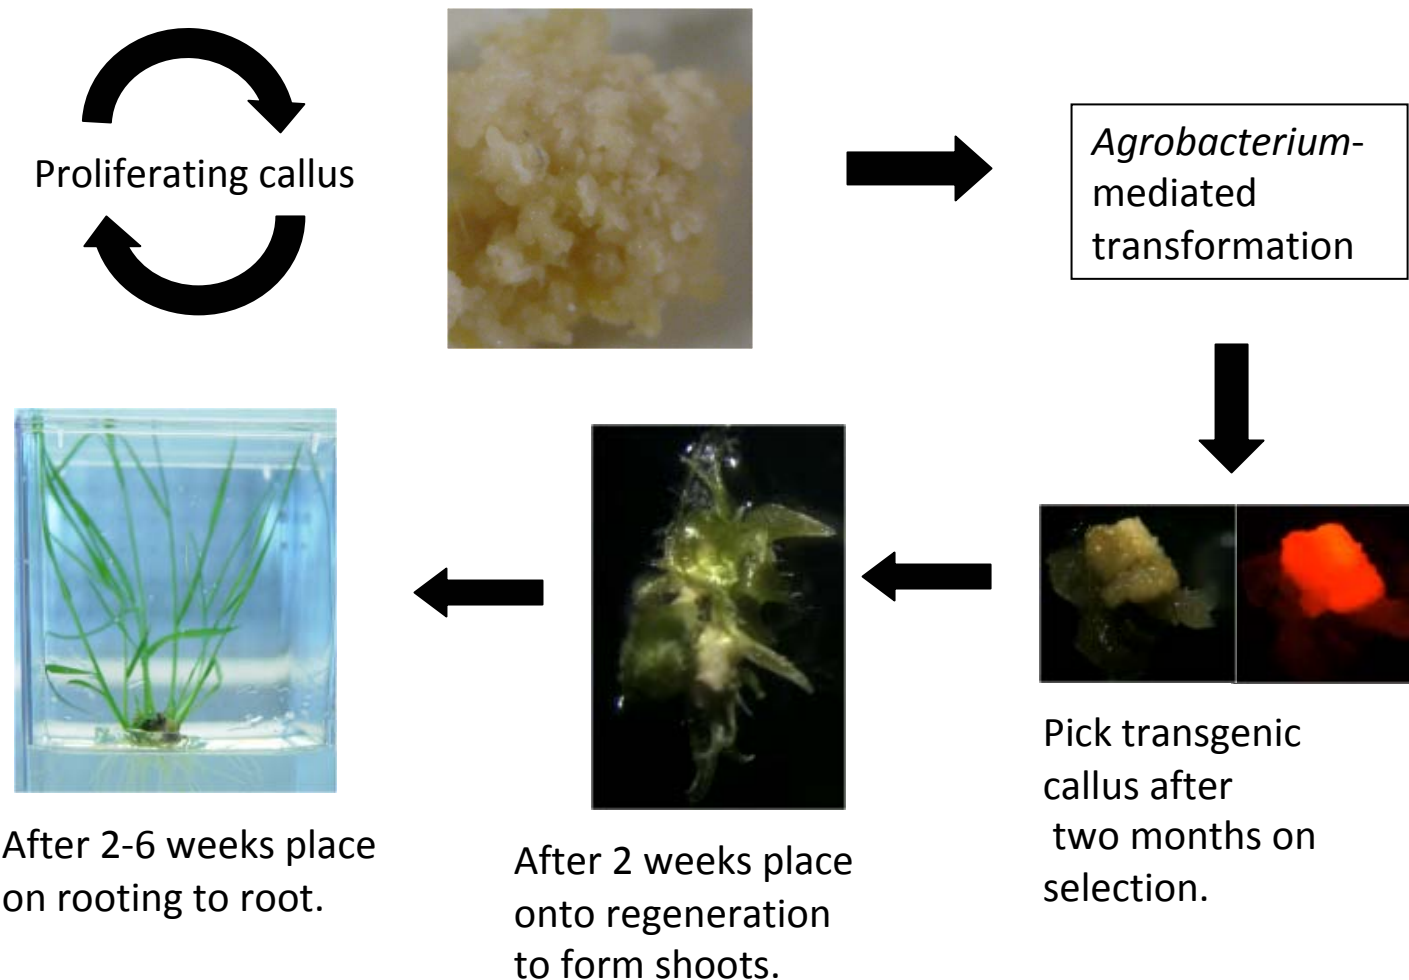 Proliferating callus
Agrobacterium-
mediated
transformation
Pick transgenic
callus after
two months on
selection.
After 2 weeks place
onto regeneration
to form shoots.
After 2-6 weeks place
on rooting to root.